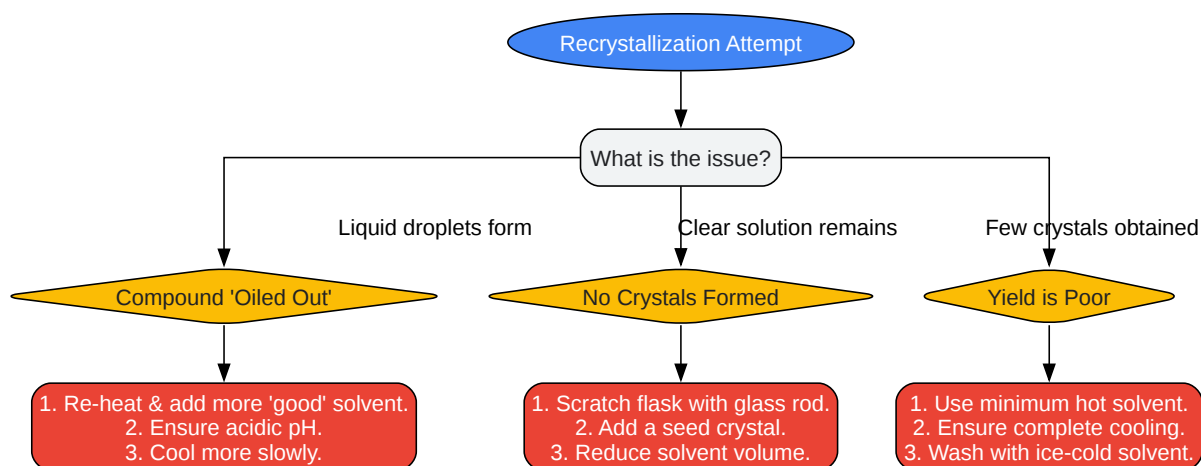 Recrystallization Attempt
What is the issue?
Liquid droplets form
Clear solution remains
Few crystals obtained
Compound 'Oiled Out'
No Crystals Formed
Yield is Poor
1. Re-heat & add more 'good' solvent.
2. Ensure acidic pH.
3. Cool more slowly.
1. Scratch flask with glass rod.
2. Add a seed crystal.
3. Reduce solvent volume.
1. Use minimum hot solvent.
2. Ensure complete cooling.
3. Wash with ice-cold solvent.